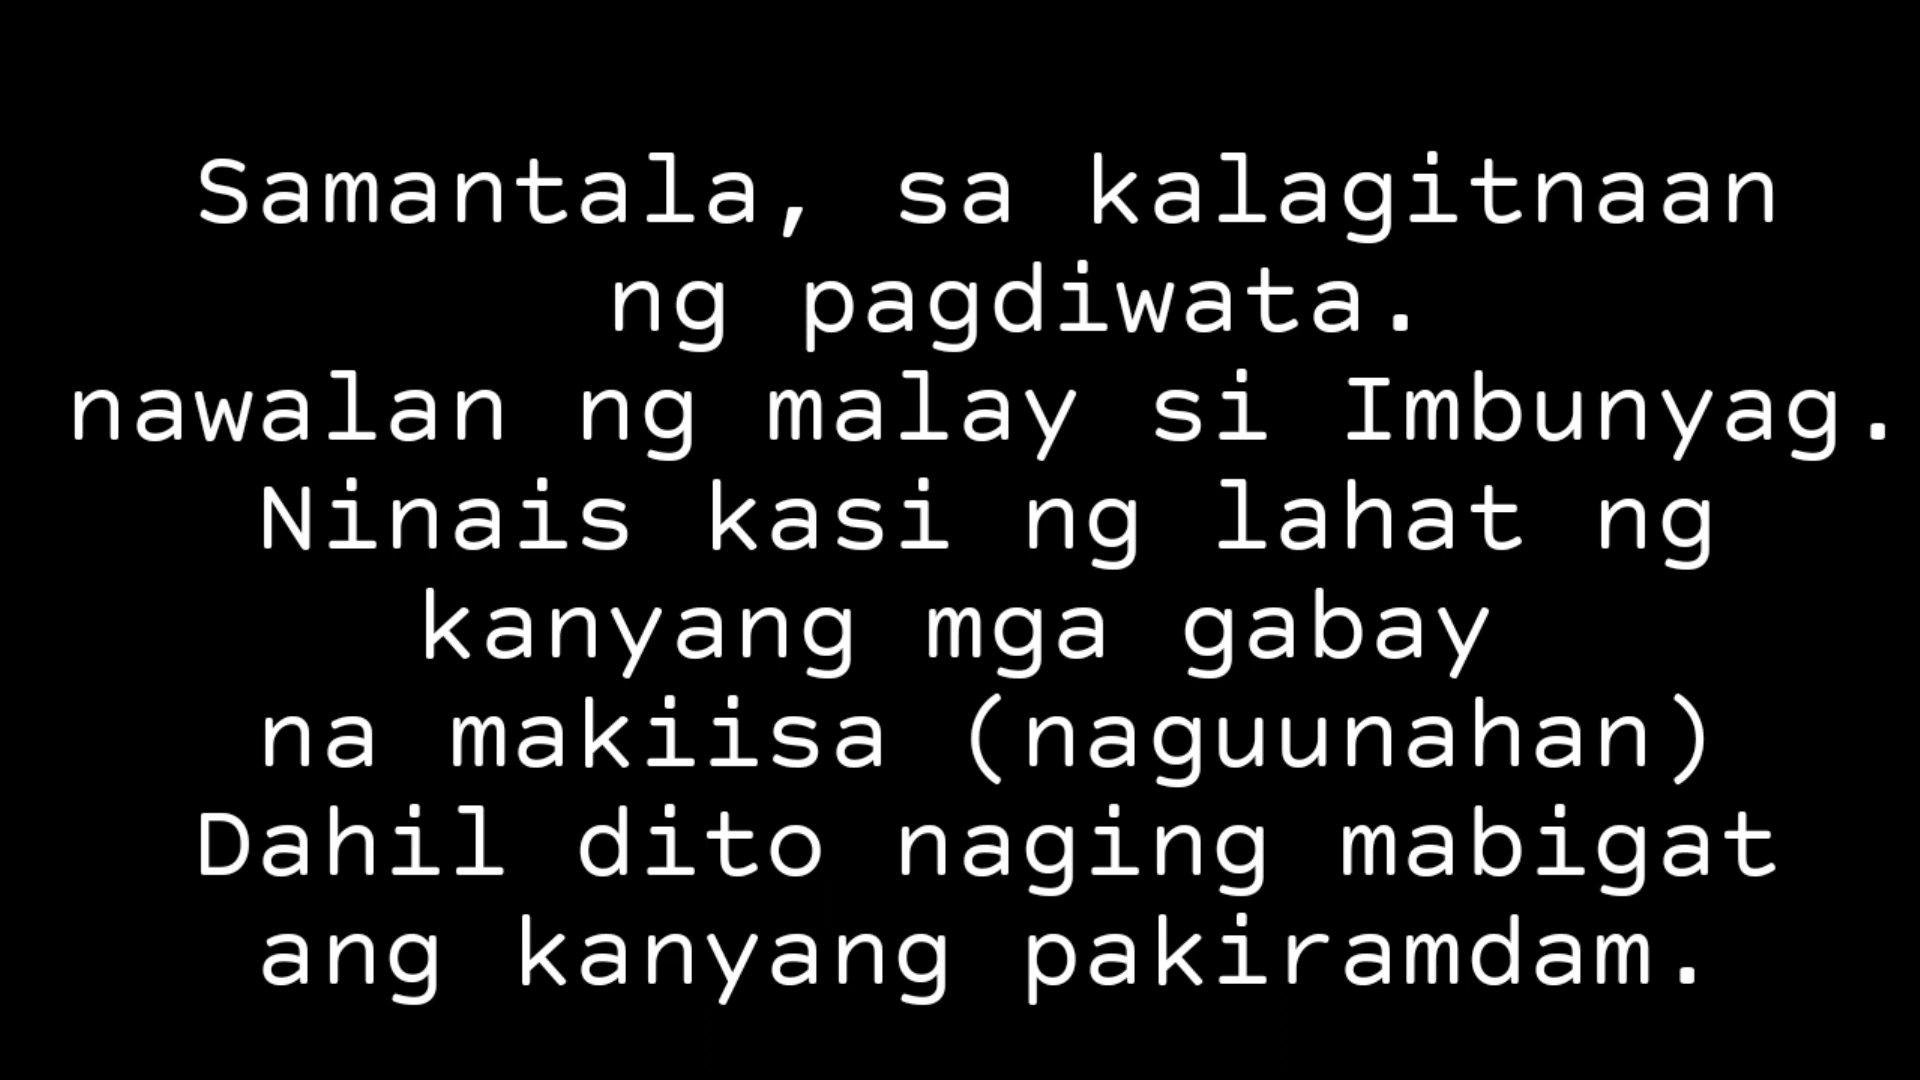 Samantala, sa kalagitnaan
ng pagdiwata.
nawalan ng malay si Imbunyag.
Ninais kasi ng lahat ng
kanyang mga gabay
na makiisa (naguunahan)
Dahil dito naging mabigat
ang kanyang pakiramdam.